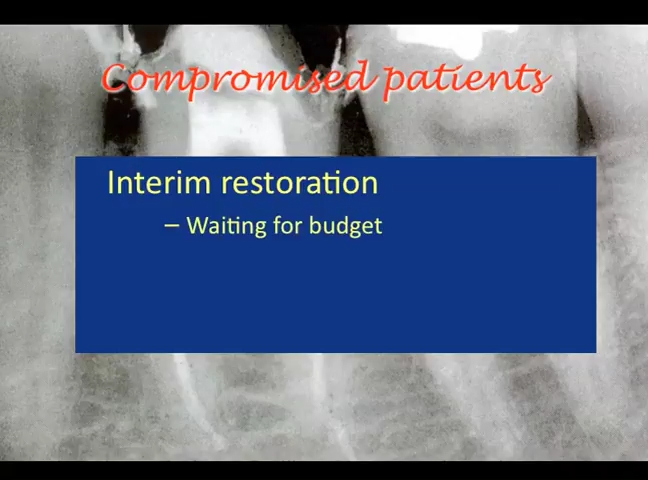 Compromised patients
Interim restoration
– Waiting for budget